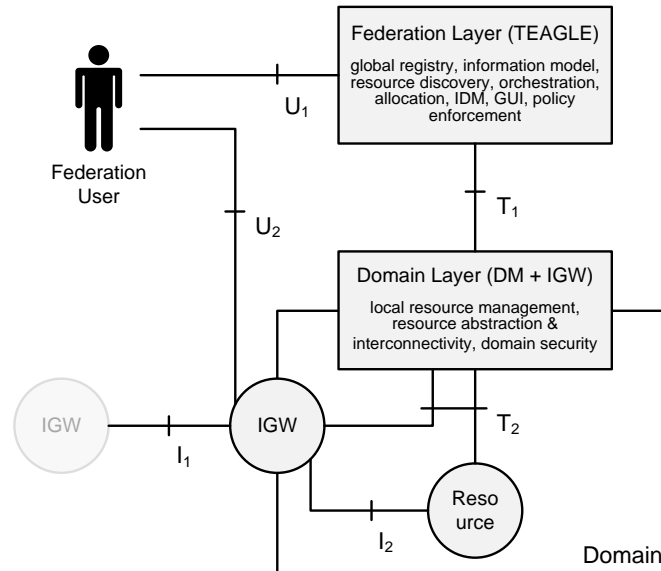 Federation Layer (TEAGLE)
global registry, information model,
resource discovery, orchestration,
allocation, IDM, GUI, policy
enforcement
U1
Federation
User
T1
U2
Domain Layer (DM + IGW)
local resource management,
resource abstraction &
interconnectivity, domain security
IGW
IGW
T2
I1
Reso
urce
I2
Domain